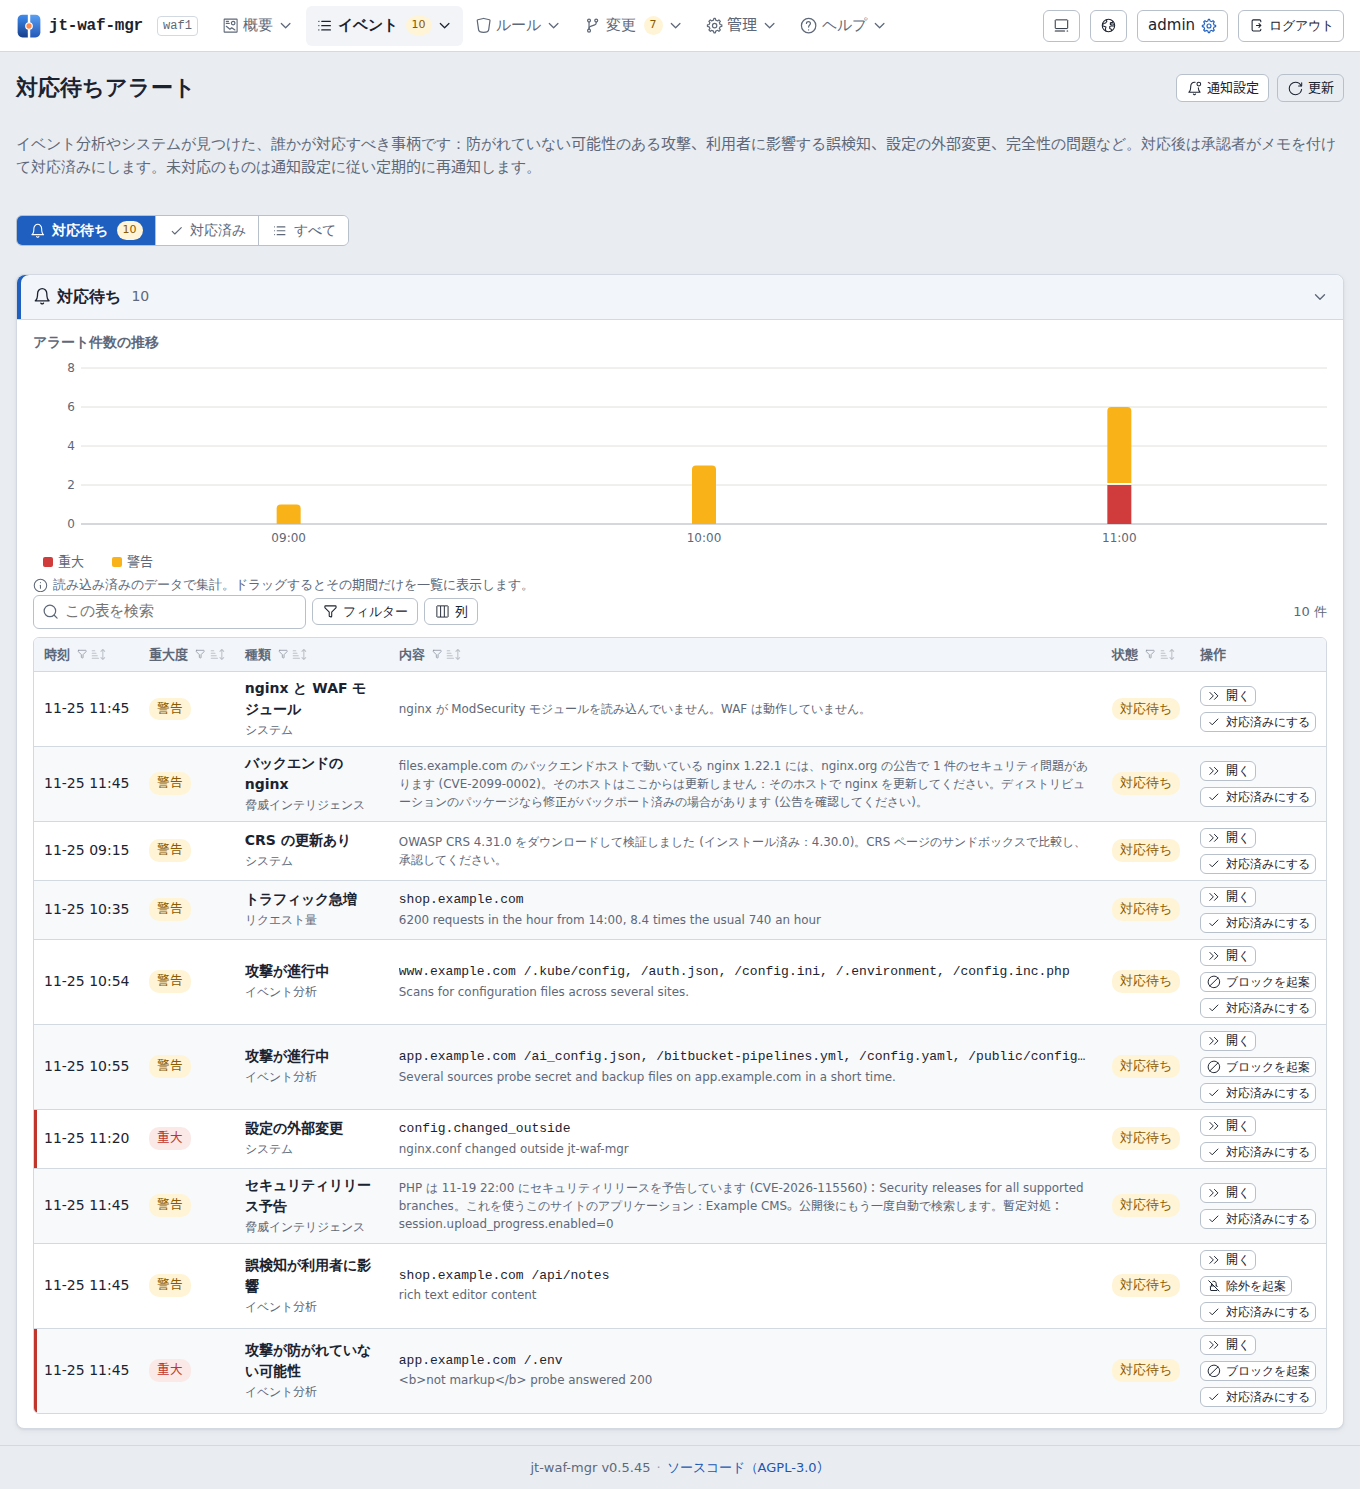 jt-waf-mgr waf1 概要 イベント 10 ルール 変更 7 管理 ヘルプ admin ログアウト
対応待ちアラート 通知設定 更新
イベント分析やシステムが見つけた、誰かが対応すべき事柄です：防がれていない可能性のある攻撃、利用者に影響する誤検知、設定の外部変更、完全性の問題など。対応後は承認者がメモを付け
て対応済みにします。未対応のものは通知設定に従い定期的に再通知します。
対応待ち 10 対応済み すべて
対応待ち 10
アラート件数の推移
8
6
4
2
0
09:00 10:00 11:00
重大 警告
読み込み済みのデータで集計。ドラッグするとその期間だけを一覧に表示します。
この表を検索 フィルター 列 10 件
時刻 重大度 種類 内容 状態 操作
11-25 11:45 警告 nginx と WAF モ
ジュール
システム
nginx が ModSecurity モジュールを読み込んでいません。WAF は動作していません。
対応待ち
開く
対応済みにする
11-25 11:45 警告 バックエンドの
nginx
脅威インテリジェンス
files.example.com のバックエンドホストで動いている nginx 1.22.1 には、nginx.org の公告で 1 件のセキュリティ問題があ
ります (CVE-2099-0002)。そのホストはここからは更新しません：そのホストで nginx を更新してください。ディストリビュ
ーションのパッケージなら修正がバックポート済みの場合があります (公告を確認してください)。
対応待ち
開く
対応済みにする
11-25 09:15 警告 CRS の更新あり
システム
OWASP CRS 4.31.0 をダウンロードして検証しました (インストール済み：4.30.0)。CRS ページのサンドボックスで比較し、
承認してください。
対応待ち
開く
対応済みにする
11-25 10:35 警告 トラフィック急増
リクエスト量
shop.example.com
6200 requests in the hour from 14:00, 8.4 times the usual 740 an hour
対応待ち
開く
対応済みにする
11-25 10:54 警告 攻撃が進行中
イベント分析
www.example.com /.kube/config, /auth.json, /config.ini, /.environment, /config.inc.php
Scans for configuration files across several sites.
対応待ち
開く
ブロックを起案
対応済みにする
11-25 10:55 警告 攻撃が進行中
イベント分析
app.example.com /ai_config.json, /bitbucket-pipelines.yml, /config.yaml, /public/config…
Several sources probe secret and backup files on app.example.com in a short time.
対応待ち
開く
ブロックを起案
対応済みにする
11-25 11:20 重大 設定の外部変更
システム
config.changed_outside
nginx.conf changed outside jt-waf-mgr
対応待ち
開く
対応済みにする
11-25 11:45 警告 セキュリティリリー
ス予告
脅威インテリジェンス
PHP は 11-19 22:00 にセキュリティリリースを予告しています (CVE-2026-115560)：Security releases for all supported
branches。これを使うこのサイトのアプリケーション：Example CMS。公開後にもう一度自動で検索します。暫定対処：
session.upload_progress.enabled=0
対応待ち
開く
対応済みにする
11-25 11:45 警告 誤検知が利用者に影
響
イベント分析
shop.example.com /api/notes
rich text editor content
対応待ち
開く
除外を起案
対応済みにする
11-25 11:45 重大 攻撃が防がれていな
い可能性
イベント分析
app.example.com /.env
<b>not markup</b> probe answered 200
対応待ち
開く
ブロックを起案
対応済みにする
jt-waf-mgr v0.5.45 · ソースコード（AGPL-3.0）